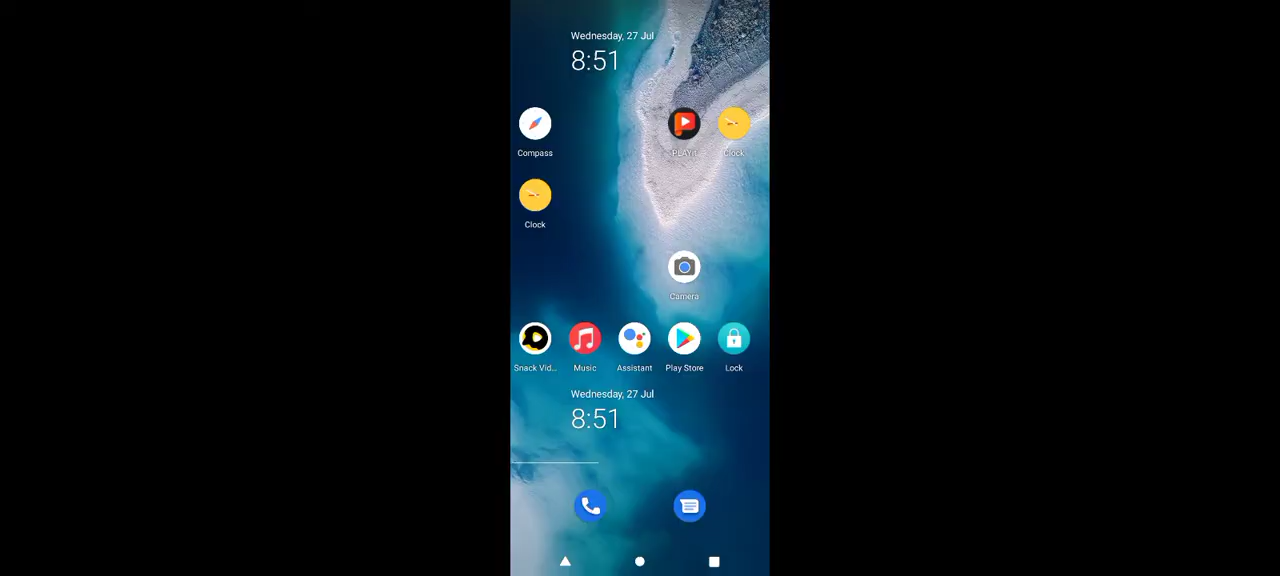 Wednesday, 27 Jul
8:51
Compass
PLAYit
Clock
Clock
Camera
Snack Vid...
Music
Assistant
Play Store
Lock
Wednesday, 27 Jul
8:51